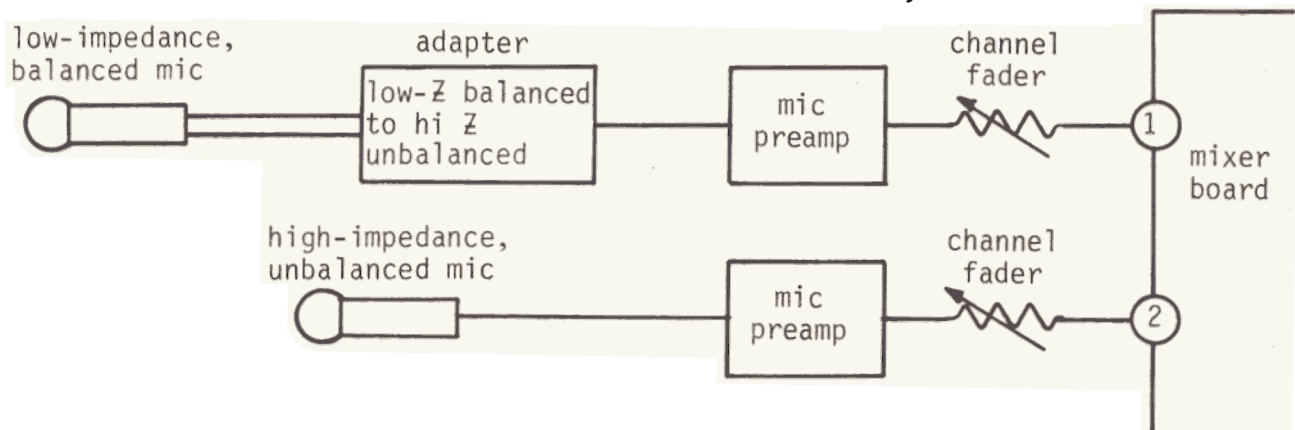 low-impedance,
balanced mic
adapter
low-Ƶ balanced
to hi Ƶ
unbalanced
mic
preamp
channel
fader
1
mixer
board
high-impedance,
unbalanced mic
mic
preamp
channel
fader
2